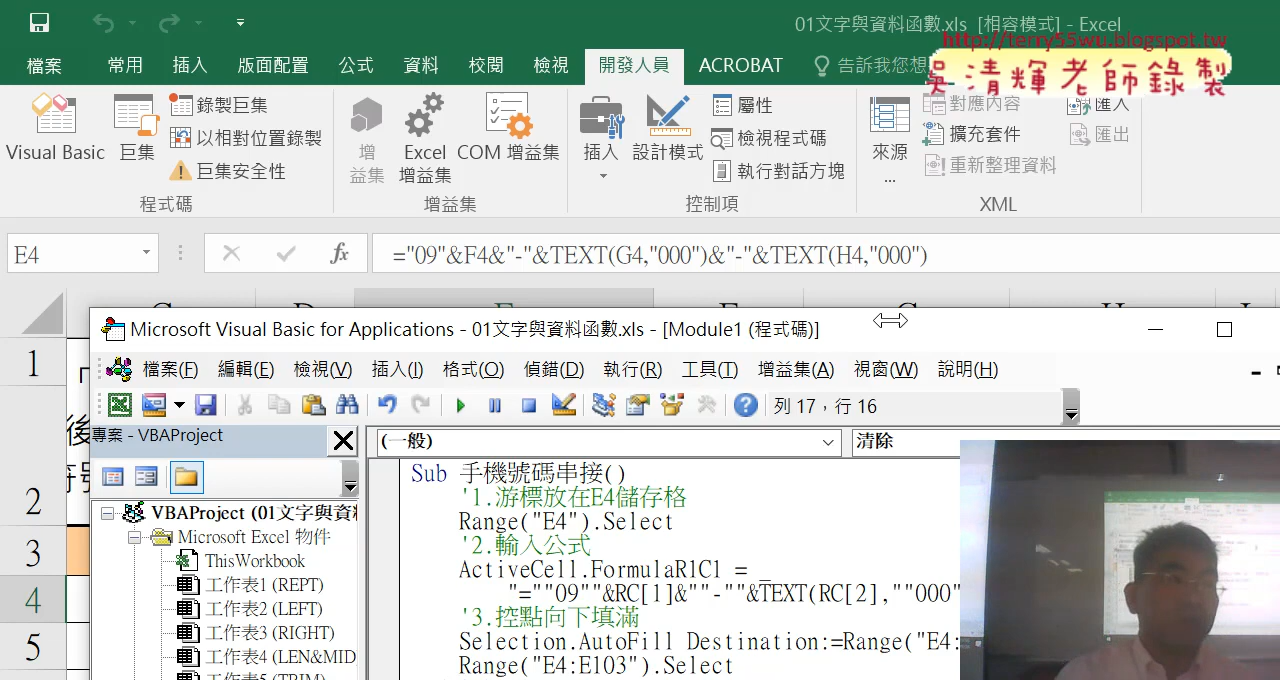 01文字與資料函數.xls [相容模式] - Excel
http://terry55wu.blogspot.tw
吳清輝老師錄製
檔案 常用 插入 版面配置 公式 資料 校閱 檢視 開發人員 ACROBAT 告訴我您想
Visual Basic 巨集 錄製巨集 以相對位置錄製 巨集安全性 程式碼
增益集 Excel 增益集 COM 增益集 增益集
插入 設計模式 屬性 檢視程式碼 執行對話方塊 控制項
來源... 對應內容 擴充套件 重新整理資料 匯入 匯出 XML
E4 fx ="09"&F4&"-"&TEXT(G4,"000")&"-"&TEXT(H4,"000")
1
2
3
4
5
Microsoft Visual Basic for Applications - 01文字與資料函數.xls - [Module1 (程式碼)]
檔案(F) 編輯(E) 檢視(V) 插入(I) 格式(O) 偵錯(D) 執行(R) 工具(T) 增益集(A) 視窗(W) 說明(H)
列 17，行 16
專案 - VBAProject
(一般) 清除
VBAProject (01文字與資料
Microsoft Excel 物件
ThisWorkbook
工作表1 (REPT)
工作表2 (LEFT)
工作表3 (RIGHT)
工作表4 (LEN&MID
工作表5 (TRIM)
Sub 手機號碼串接()
'1.游標放在E4儲存格
Range("E4").Select
'2.輸入公式
ActiveCell.FormulaR1C1 = _
"=""09""&RC[1]&""-""&TEXT(RC[2],""000"
'3.控點向下填滿
Selection.AutoFill Destination:=Range("E4:
Range("E4:E103").Select